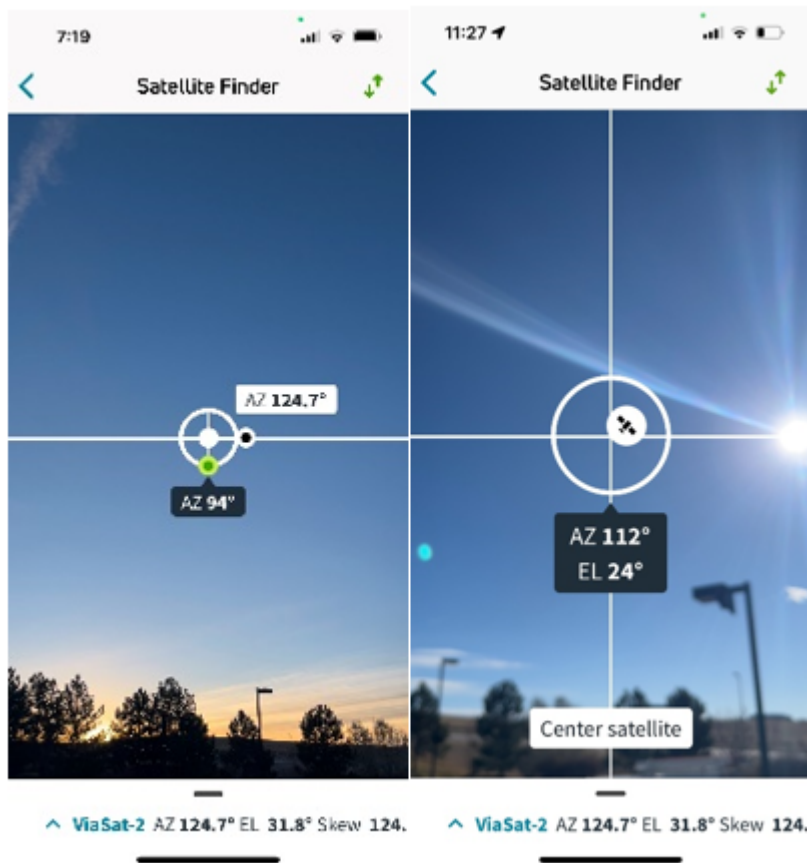 7:19
Satellite Finder
AZ 124.7°
AZ 94°
ViaSat-2 AZ 124.7° EL 31.8° Skew 124.
11:27
Satellite Finder
AZ 112°
EL 24°
Center satellite
ViaSat-2 AZ 124.7° EL 31.8° Skew 124.